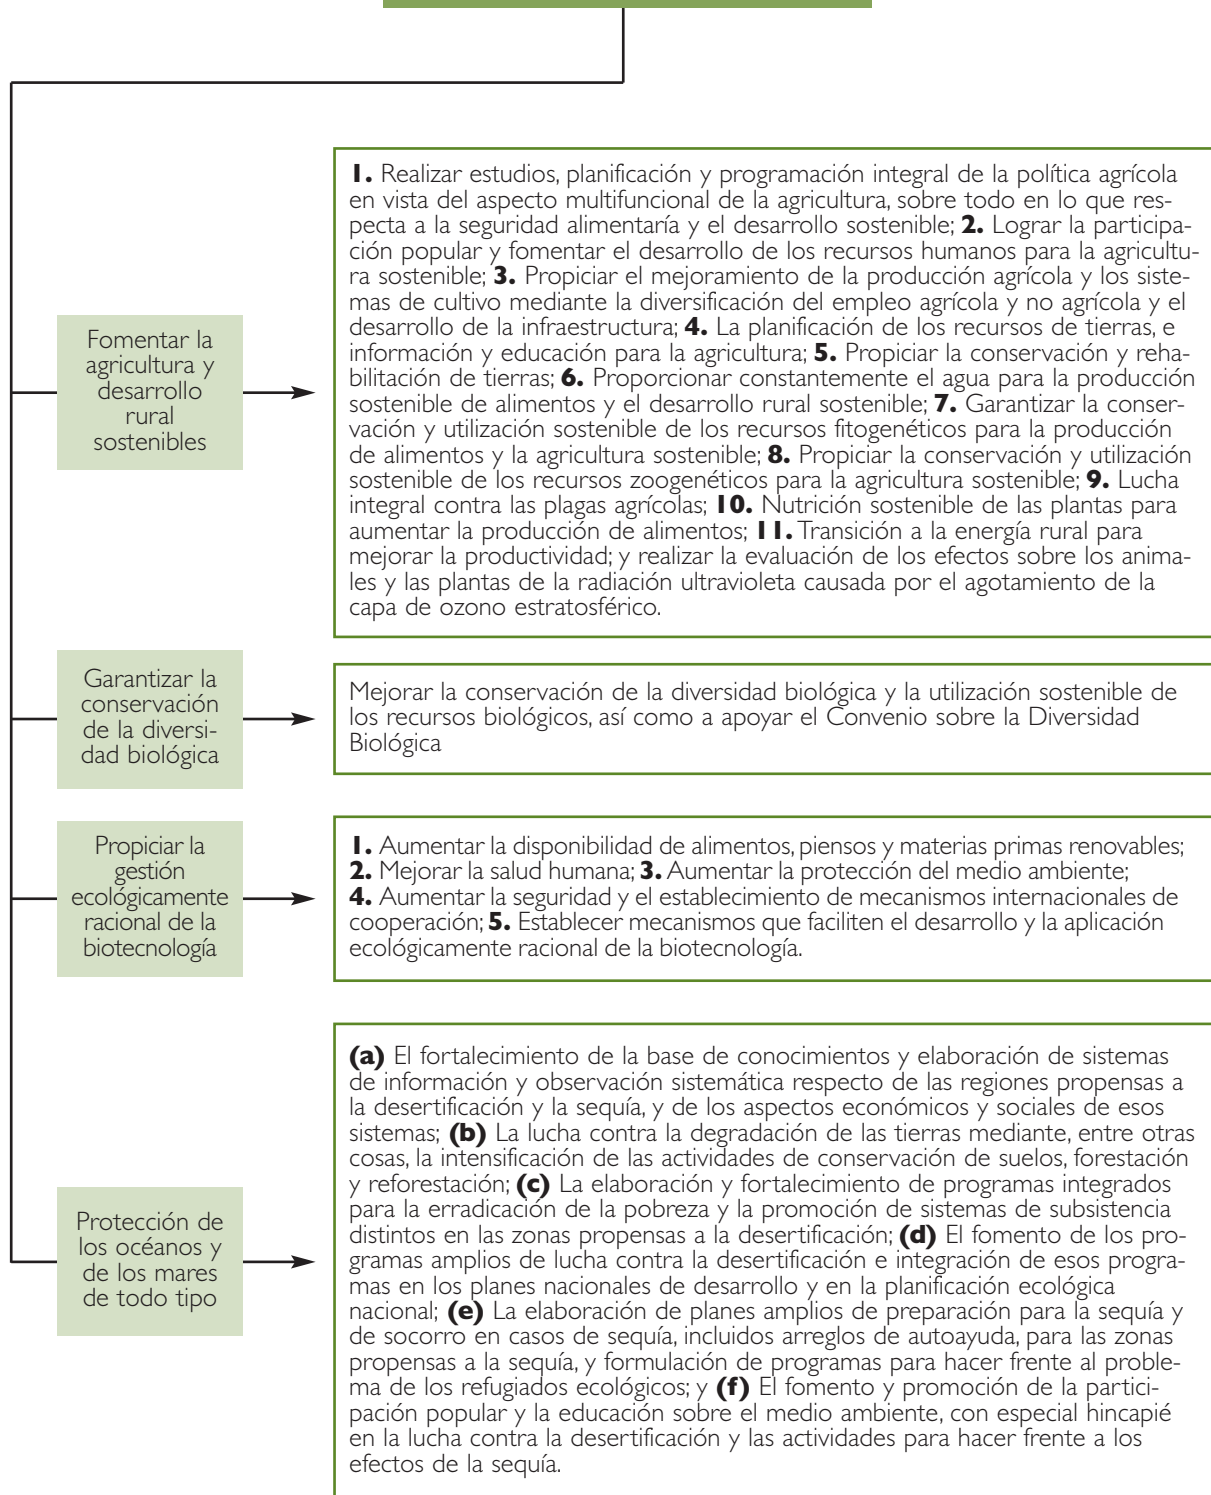 Fomentar la
agricultura y
desarrollo
rural
sostenibles
1. Realizar estudios, planificación y programación integral de la política agrícola
en vista del aspecto multifuncional de la agricultura, sobre todo en lo que res-
pecta a la seguridad alimentaría y el desarrollo sostenible; 2. Lograr la participa-
ción popular y fomentar el desarrollo de los recursos humanos para la agricultu-
ra sostenible; 3. Propiciar el mejoramiento de la producción agrícola y los siste-
mas de cultivo mediante la diversificación del empleo agrícola y no agrícola y el
desarrollo de la infraestructura; 4. La planificación de los recursos de tierras, e
información y educación para la agricultura; 5. Propiciar la conservación y reha-
bilitación de tierras; 6. Proporcionar constantemente el agua para la producción
sostenible de alimentos y el desarrollo rural sostenible; 7. Garantizar la conser-
vación y utilización sostenible de los recursos fitogenéticos para la producción
de alimentos y la agricultura sostenible; 8. Propiciar la conservación y utilización
sostenible de los recursos zoogenéticos para la agricultura sostenible; 9. Lucha
integral contra las plagas agrícolas; 10. Nutrición sostenible de las plantas para
aumentar la producción de alimentos; 11. Transición a la energía rural para
mejorar la productividad; y realizar la evaluación de los efectos sobre los anima-
les y las plantas de la radiación ultravioleta causada por el agotamiento de la
capa de ozono estratosférico.
Garantizar la
conservación
de la diversi-
dad biológica
Mejorar la conservación de la diversidad biológica y la utilización sostenible de
los recursos biológicos, así como a apoyar el Convenio sobre la Diversidad
Biológica
Propiciar la
gestión
ecológicamente
racional de la
biotecnología
1. Aumentar la disponibilidad de alimentos, piensos y materias primas renovables;
2. Mejorar la salud humana; 3. Aumentar la protección del medio ambiente;
4. Aumentar la seguridad y el establecimiento de mecanismos internacionales de
cooperación; 5. Establecer mecanismos que faciliten el desarrollo y la aplicación
ecológicamente racional de la biotecnología.
Protección de
los océanos y
de los mares
de todo tipo
(a) El fortalecimiento de la base de conocimientos y elaboración de sistemas
de información y observación sistemática respecto de las regiones propensas a
la desertificación y la sequía, y de los aspectos económicos y sociales de esos
sistemas; (b) La lucha contra la degradación de las tierras mediante, entre otras
cosas, la intensificación de las actividades de conservación de suelos, forestación
y reforestación; (c) La elaboración y fortalecimiento de programas integrados
para la erradicación de la pobreza y la promoción de sistemas de subsistencia
distintos en las zonas propensas a la desertificación; (d) El fomento de los pro-
gramas amplios de lucha contra la desertificación e integración de esos progra-
mas en los planes nacionales de desarrollo y en la planificación ecológica
nacional; (e) La elaboración de planes amplios de preparación para la sequía y
de socorro en casos de sequía, incluidos arreglos de autoayuda, para las zonas
propensas a la sequía, y formulación de programas para hacer frente al proble-
ma de los refugiados ecológicos; y (f) El fomento y promoción de la partici-
pación popular y la educación sobre el medio ambiente, con especial hincapié
en la lucha contra la desertificación y las actividades para hacer frente a los
efectos de la sequía.